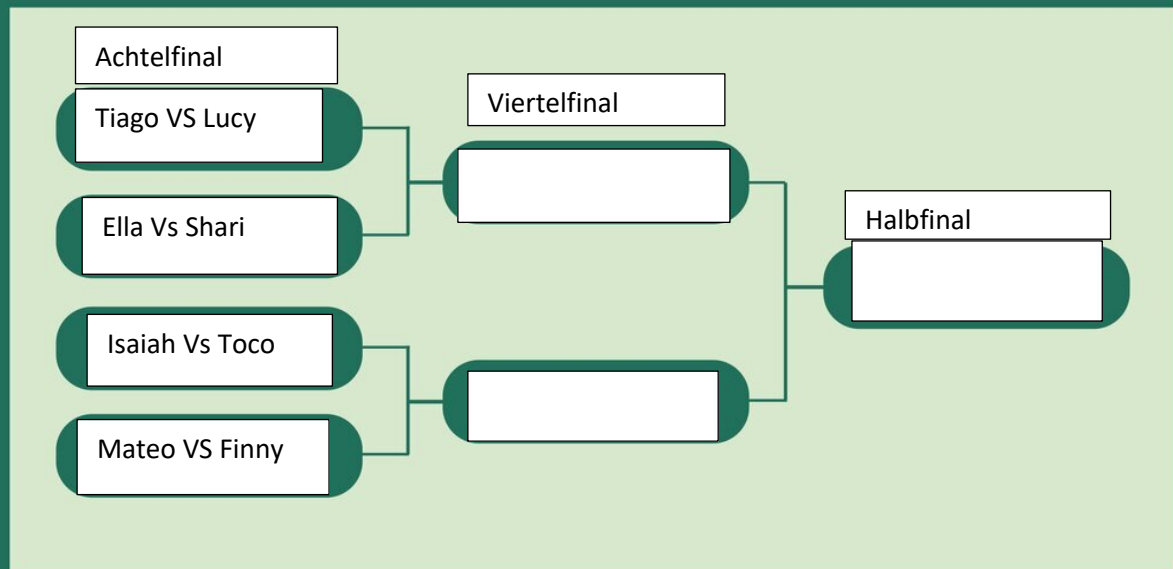 Achtelfinal
Tiago VS Lucy
Ella Vs Shari
Isaiah Vs Toco
Mateo VS Finny
Viertelfinal
Halbfinal